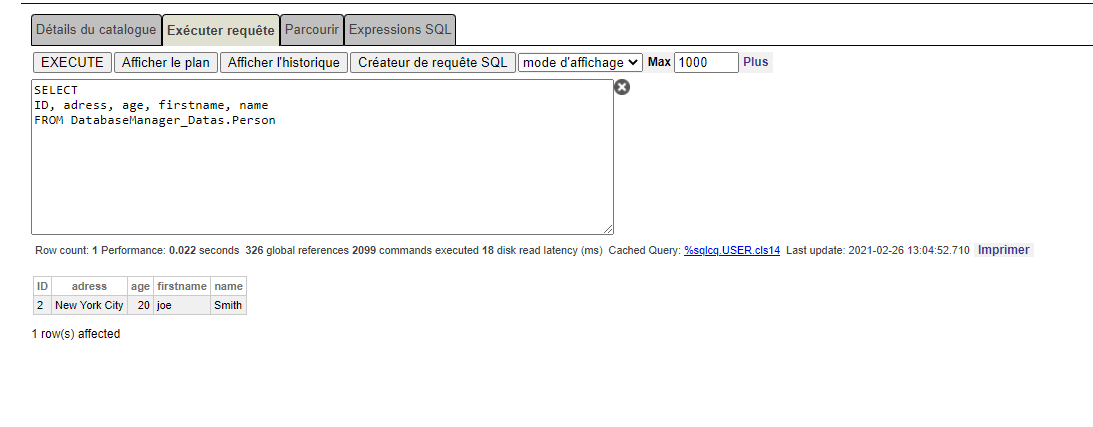 Détails du catalogue Exécuter requête Parcourir Expressions SQL
EXECUTE Afficher le plan Afficher l'historique Créateur de requête SQL mode d'affichage Max 1000 Plus
SELECT
ID, adress, age, firstname, name
FROM DatabaseManager_Datas.Person
Row count: 1 Performance: 0.022 seconds 326 global references 2099 commands executed 18 disk read latency (ms) Cached Query: %sqlcq.USER.cls14 Last update: 2021-02-26 13:04:52.710 Imprimer
ID adress age firstname name
2 New York City 20 joe Smith
1 row(s) affected